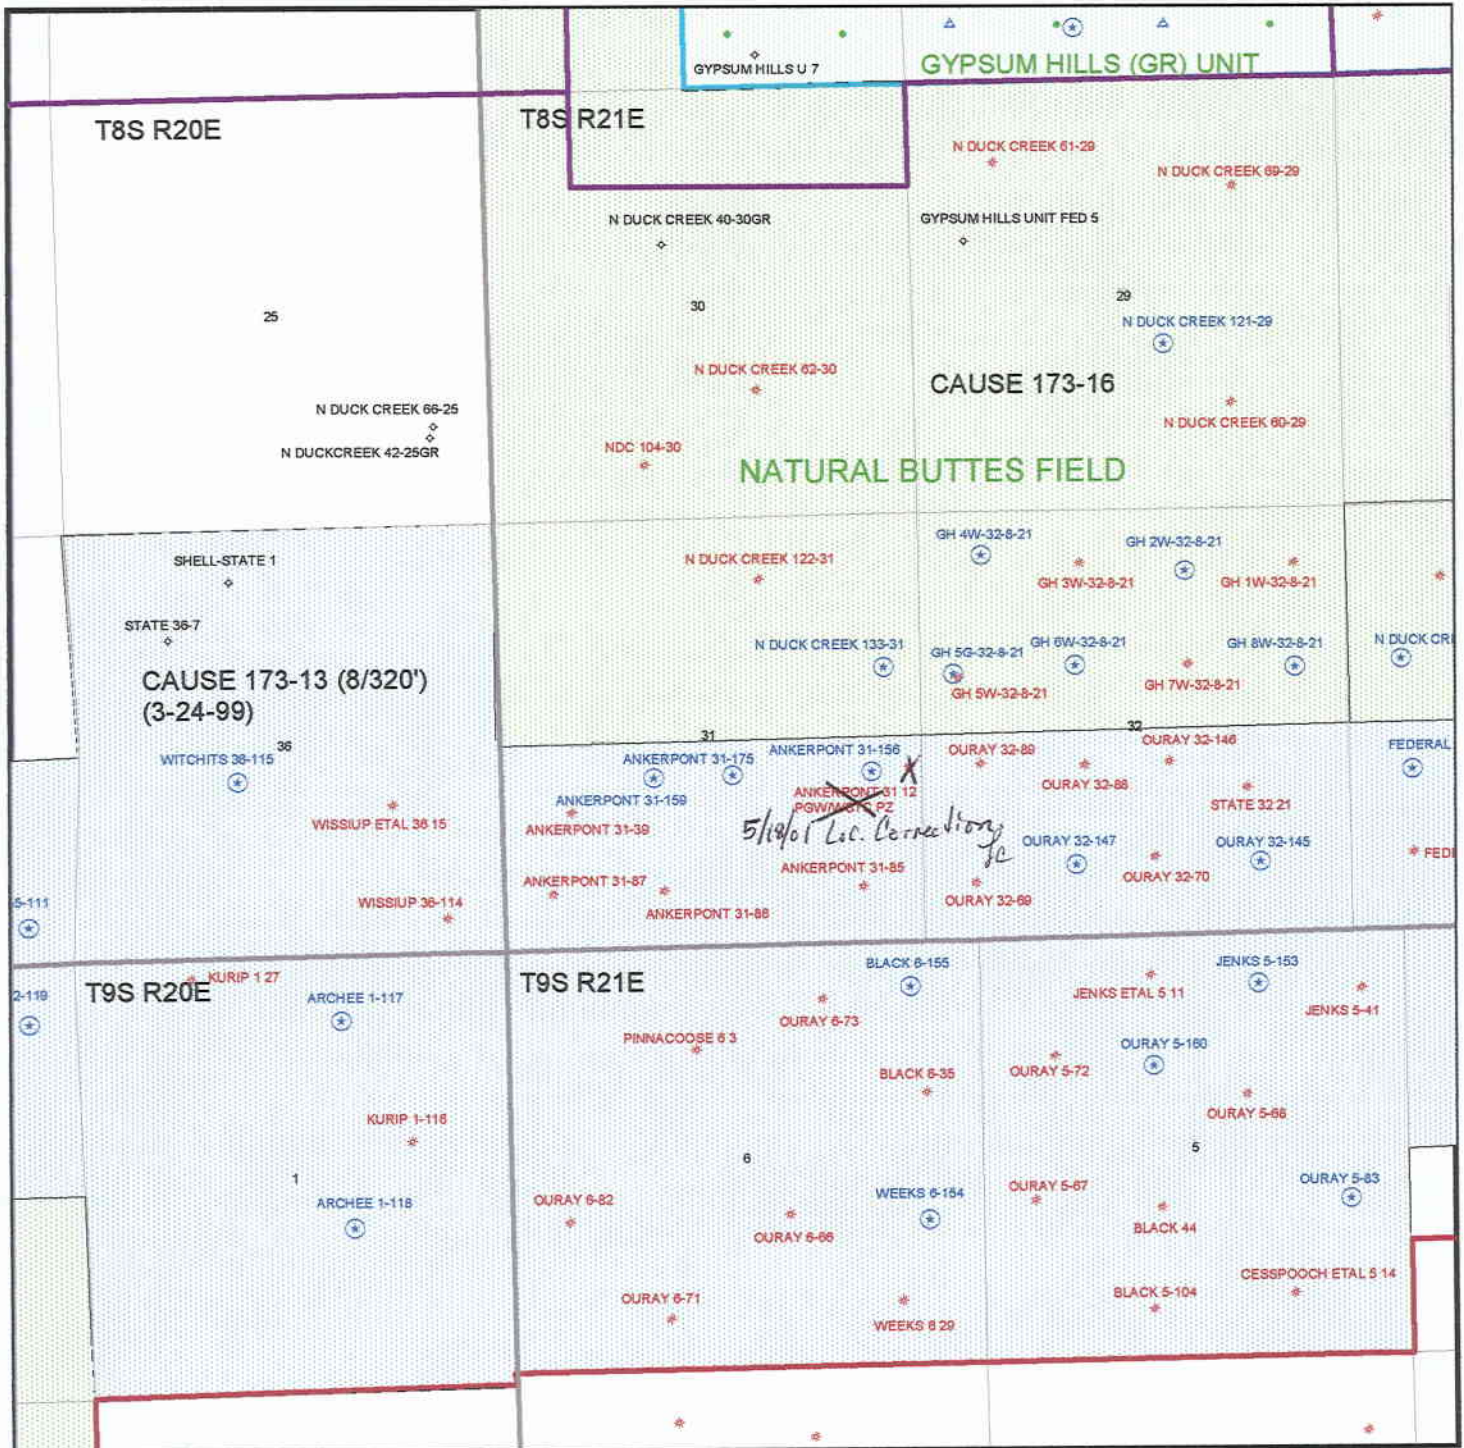 GYPSUM HILLS U 7
GYPSUM HILLS (GR) UNIT
T8S R20E
T8S R21E
N DUCK CREEK 61-29
N DUCK CREEK 69-29
N DUCK CREEK 40-30GR
GYPSUM HILLS UNIT FED 5
25
30
29
N DUCK CREEK 121-29
N DUCK CREEK 62-30
CAUSE 173-16
N DUCK CREEK 66-25
N DUCKCREEK 42-25GR
N DUCK CREEK 60-29
NDC 104-30
NATURAL BUTTES FIELD
SHELL-STATE 1
N DUCK CREEK 122-31
GH 4W-32-8-21
GH 2W-32-8-21
GH 3W-32-8-21
GH 1W-32-8-21
STATE 36-7
N DUCK CREEK 133-31
GH 5G-32-8-21
GH 6W-32-8-21
GH 8W-32-8-21
N DUCK CRE
CAUSE 173-13 (8/320')
(3-24-99)
GH 5W-32-8-21
GH 7W-32-8-21
36
31
32
WITCHITS 36-115
ANKERPONT 31-175
ANKERPONT 31-156
OURAY 32-89
OURAY 32-146
FEDERAL
ANKERPONT 31-159
ANKERPONT 31 12
OURAY 32-88
STATE 32 21
WISSIUP ETAL 36 15
ANKERPONT 31-39
5/18/01 Loc. Correction
OURAY 32-147
OURAY 32-145
FEDE
ANKERPONT 31-87
ANKERPONT 31-85
OURAY 32-70
5-111
WISSIUP 36-114
ANKERPONT 31-86
OURAY 32-69
2-119
T9S R20E
KURIP 1 27
ARCHEE 1-117
T9S R21E
BLACK 6-155
JENKS 5-153
JENKS ETAL 5 11
JENKS 5-41
OURAY 6-73
PINNACOOSE 6 3
OURAY 5-160
BLACK 6-35
OURAY 5-72
OURAY 5-68
KURIP 1-116
1
6
5
ARCHEE 1-118
OURAY 6-82
WEEKS 6-154
OURAY 5-67
OURAY 5-83
OURAY 6-66
BLACK 44
CESSPOOCH ETAL 5 14
OURAY 6-71
WEEKS 6 29
BLACK 5-104